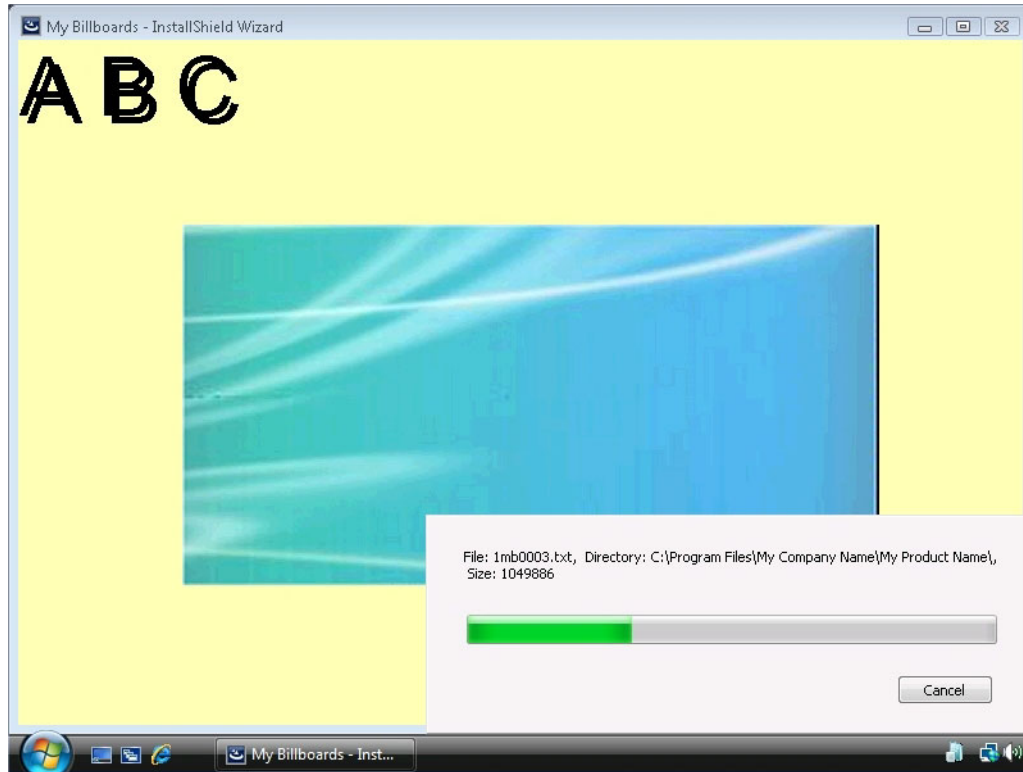 My Billboards - InstallShield Wizard
A B C
File: 1mb0003.txt, Directory: C:\Program Files\My Company Name\My Product Name\,
Size: 1049886
Cancel
My Billboards - Inst...